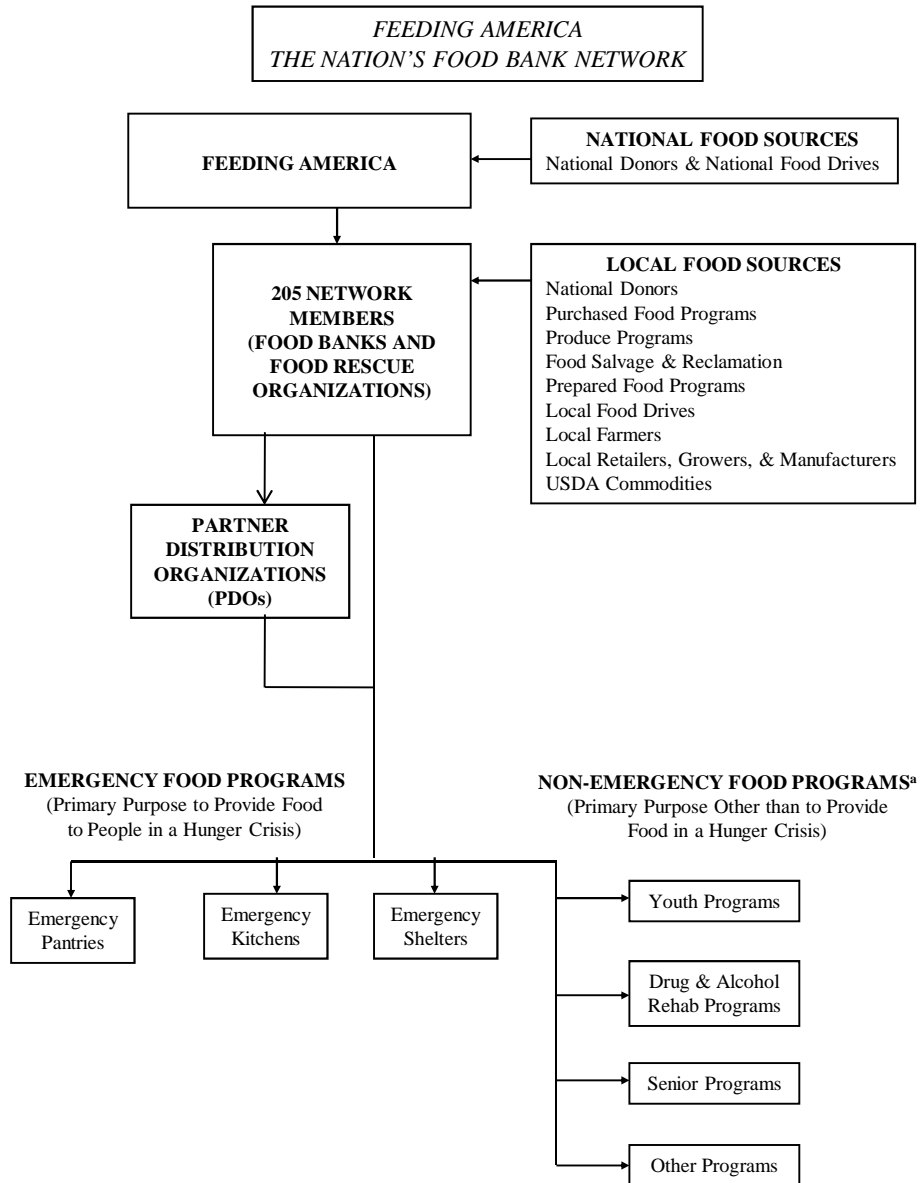 FEEDING AMERICA
THE NATION'S FOOD BANK NETWORK
FEEDING AMERICA
NATIONAL FOOD SOURCES
National Donors & National Food Drives
205 NETWORK
MEMBERS
(FOOD BANKS AND
FOOD RESCUE
ORGANIZATIONS)
LOCAL FOOD SOURCES
National Donors
Purchased Food Programs
Produce Programs
Food Salvage & Reclamation
Prepared Food Programs
Local Food Drives
Local Farmers
Local Retailers, Growers, & Manufacturers
USDA Commodities
PARTNER
DISTRIBUTION
ORGANIZATIONS
(PDOs)
EMERGENCY FOOD PROGRAMS
(Primary Purpose to Provide Food
to People in a Hunger Crisis)
NON-EMERGENCY FOOD PROGRAMSᵃ
(Primary Purpose Other than to Provide
Food in a Hunger Crisis)
Emergency
Pantries
Emergency
Kitchens
Emergency
Shelters
Youth Programs
Drug & Alcohol
Rehab Programs
Senior Programs
Other Programs